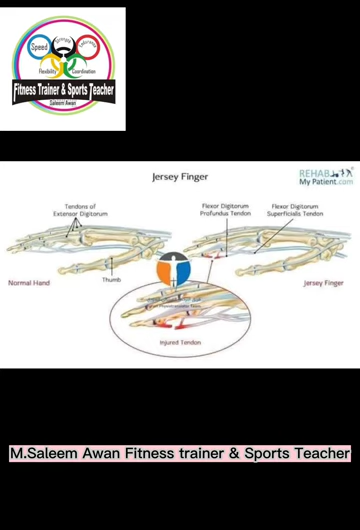 Speed
Strength
Endurance
Flexibility
Coordination
Fitness Trainer & Sports Teacher
Saleem Awan
Jersey Finger
REHAB
My Patient.com
Tendons of
Extensor Digitorum
Flexor Digitorum
Profundus Tendon
Flexor Digitorum
Superficialis Tendon
Normal Hand
Thumb
Jersey Finger
Injured Tendon
M.Saleem Awan Fitness trainer & Sports Teacher